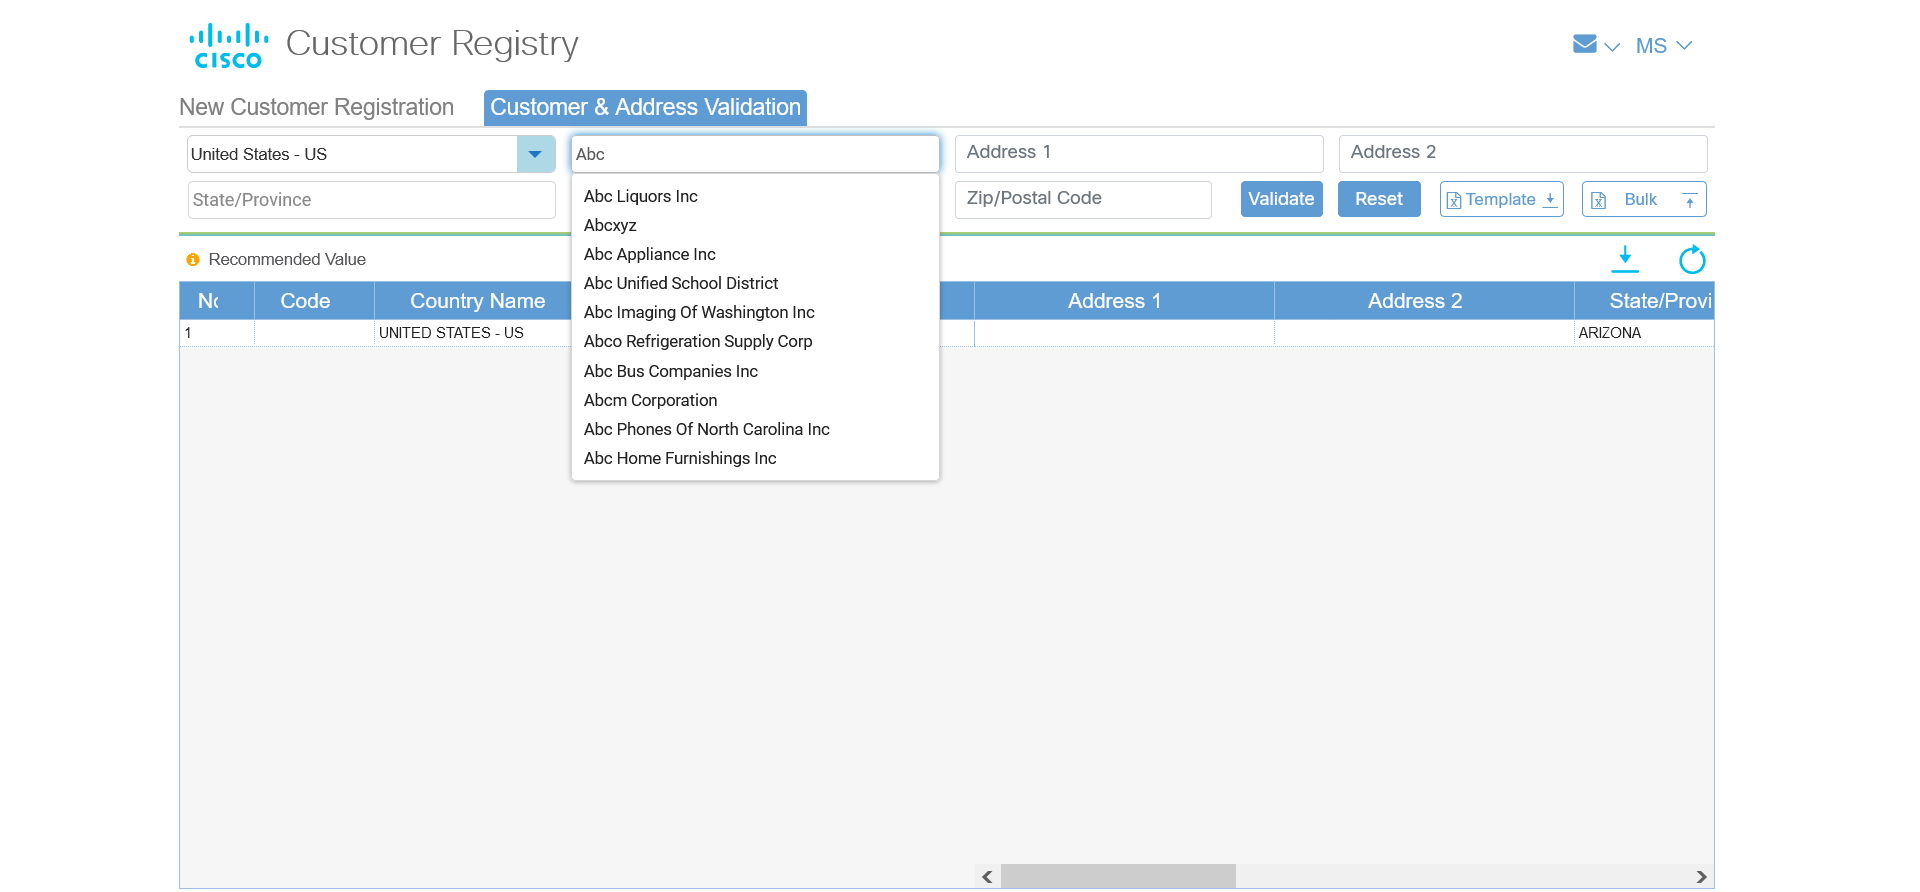 CISCO Customer Registry
MS
New Customer Registration
Customer & Address Validation
United States - US
Abc
Address 1
Address 2
State/Province
Zip/Postal Code
Validate
Reset
Template
Bulk
Abc Liquors Inc
Abcxyz
Abc Appliance Inc
Abc Unified School District
Abc Imaging Of Washington Inc
Abco Refrigeration Supply Corp
Abc Bus Companies Inc
Abcm Corporation
Abc Phones Of North Carolina Inc
Abc Home Furnishings Inc
Recommended Value
Code
Country Name
Address 1
Address 2
State/Provi
1
UNITED STATES - US
ARIZONA